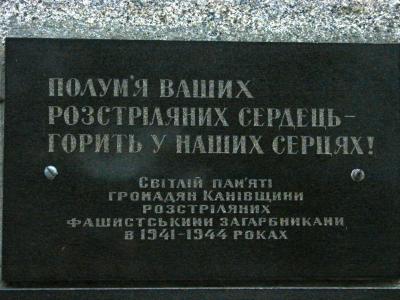 ПОЛУМ'Я ВАШИХ
РОЗСТРІЛЯНИХ СЕРДЕЦЬ–
ГОРИТЬ У НАШИХ СЕРЦЯХ!
СВІТЛІЙ ПАМ'ЯТІ
ГРОМАДЯН КАНІВЩИНИ
РОЗСТРІЛЯНИХ
ФАШИСТСЬКИМИ ЗАГАРБНИКАМИ
В 1941–1944 РОКАХ